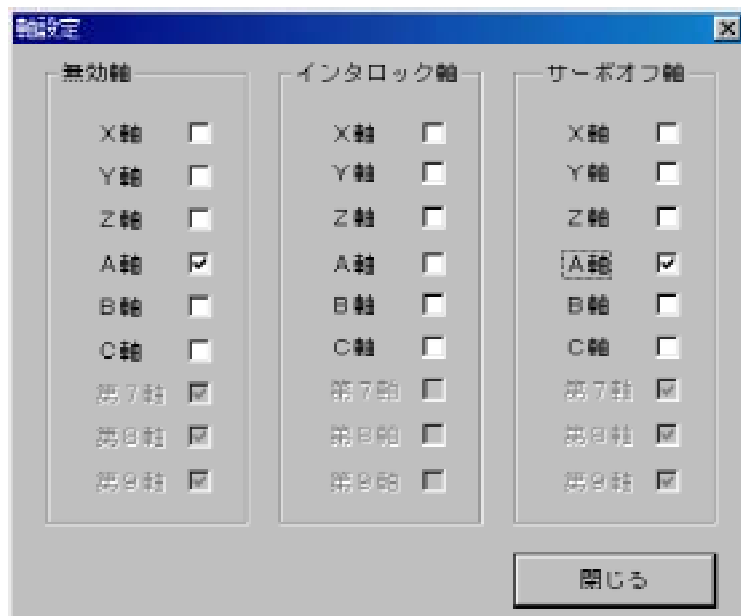 軸設定
無効軸
X軸
Y軸
Z軸
A軸
B軸
C軸
第7軸
第8軸
第9軸
インタロック軸
X軸
Y軸
Z軸
A軸
B軸
C軸
第7軸
第8軸
第9軸
サーボオフ軸
X軸
Y軸
Z軸
A軸
B軸
C軸
第7軸
第8軸
第9軸
閉じる